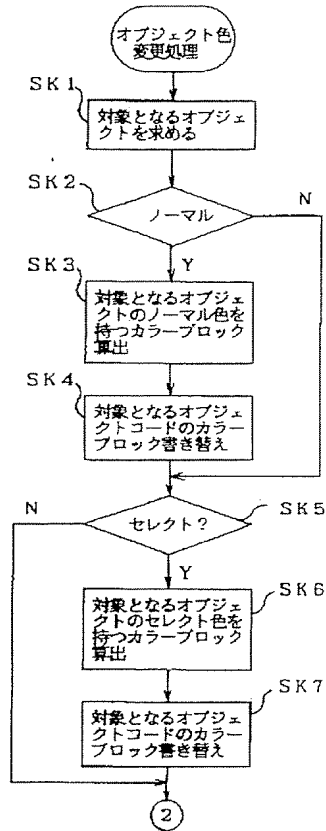 オブジェクト色
変更処理
SK1
対象となるオブジェ
クトを求める
SK2
ノーマル
N
Y
SK3
対象となるオブジェ
クトのノーマル色を
持つカラーブロック
算出
SK4
対象となるオブジェ
クトコードのカラー
ブロック書き替え
N
セレクト?
SK5
Y
SK6
対象となるオブジェ
クトのセレクト色を
持つカラーブロック
算出
SK7
対象となるオブジェ
クトコードのカラー
ブロック書き替え
2